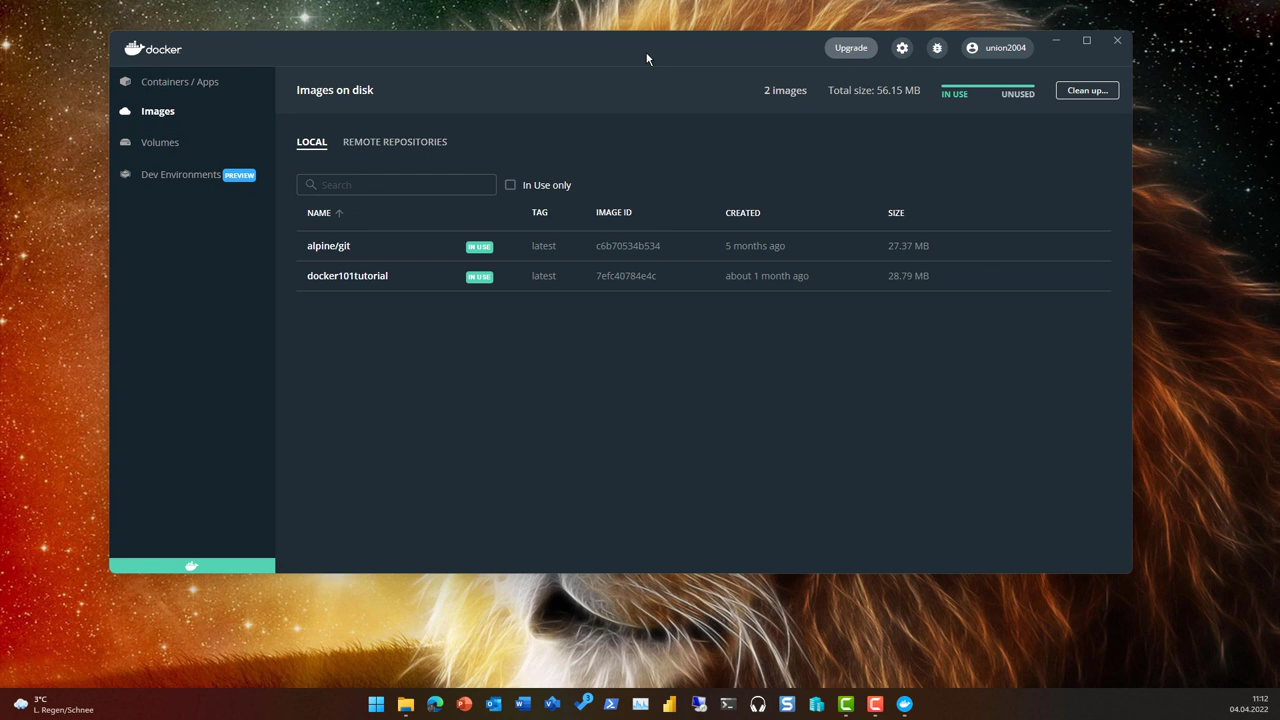 docker
Upgrade
union2004
Containers / Apps
Images
Volumes
Dev Environments PREVIEW
Images on disk
2 images
Total size: 56.15 MB
IN USE
UNUSED
Clean up...
LOCAL
REMOTE REPOSITORIES
Search
In Use only
NAME TAG IMAGE ID CREATED SIZE
alpine/git IN USE latest c6b70534b534 5 months ago 27.37 MB
docker101tutorial IN USE latest 7efc40784e4c about 1 month ago 28.79 MB
3°C
L. Regen/Schnee
3
11:12
04.04.2022